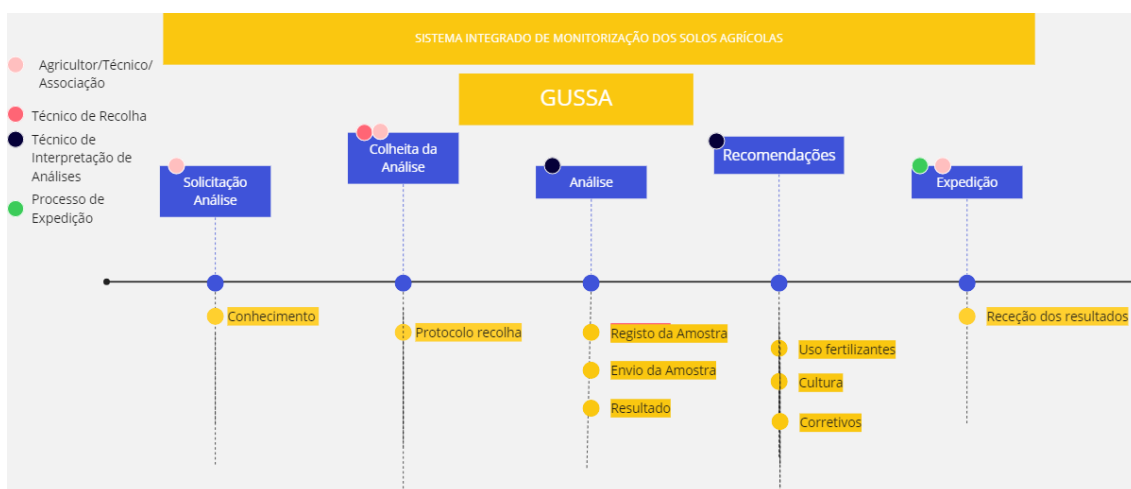 SISTEMA INTEGRADO DE MONITORIZAÇÃO DOS SOLOS AGRÍCOLAS
GUSSA
Agricultor/Técnico/
Associação
Técnico de Recolha
Técnico de
Interpretação de
Análises
Processo de
Expedição
Solicitação
Análise
Colheita da
Análise
Análise
Recomendações
Expedição
Conhecimento
Protocolo recolha
Registo da Amostra
Envio da Amostra
Resultado
Uso fertilizantes
Cultura
Corretivos
Receção dos resultados